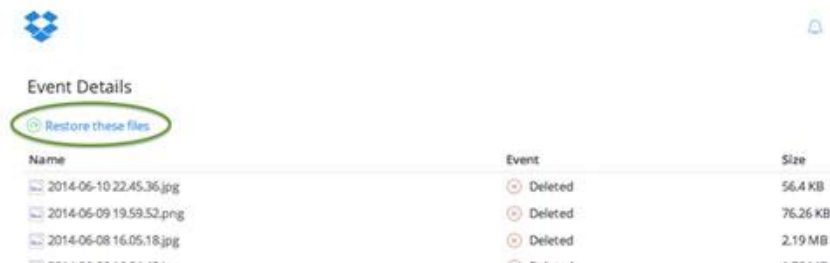 Event Details
Restore these files
Name Event Size
2014-06-10 22.45.36.jpg Deleted 56.4 KB
2014-06-09 19.59.52.png Deleted 76.26 KB
2014-06-08 16.05.18.jpg Deleted 2.19 MB